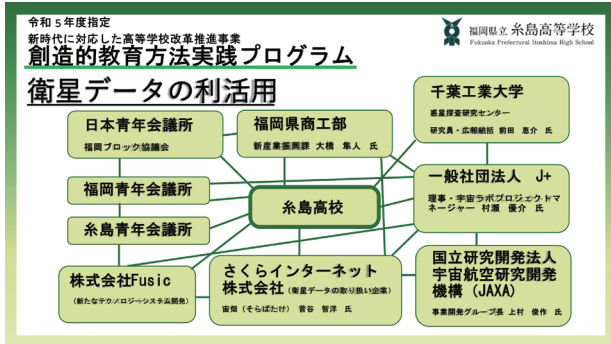 令和5年度指定
新時代に対応した高等学校改革推進事業
創造的教育方法実践プログラム
衛星データの利活用
福岡県立 糸島高等学校
Fukuoka Prefectural Itoshima High School
日本青年会議所
福岡ブロック協議会
福岡県商工部
新産業振興課 大橋 隼人 氏
千葉工業大学
惑星探査研究センター
研究員・広報統括 前田 恵介 氏
福岡青年会議所
糸島高校
一般社団法人 J+
理事・宇宙ラボプロジェクトマ
ネージャー 村瀬 優介 氏
糸島青年会議所
株式会社Fusic
(新たなテクノロジーシステム開発)
さくらインターネット
株式会社(衛星データの取り扱い企業)
宙畑(そらばたけ) 菅谷 智洋 氏
国立研究開発法人
宇宙航空研究開発
機構(JAXA)
事業開発グループ長 上村 俊作 氏